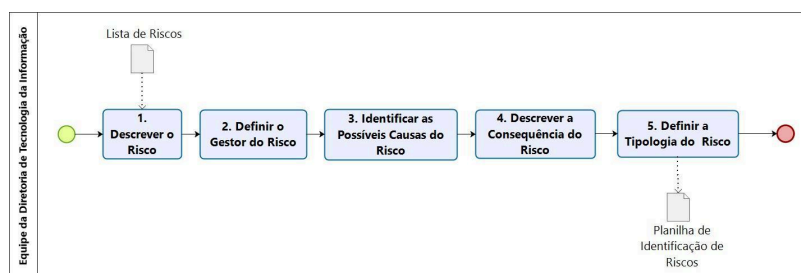 Equipe da Diretoria de Tecnologia da Informação
Lista de Riscos
1.
Descrever o
Risco
2. Definir o
Gestor do Risco
3. Identificar as
Possíveis Causas do
Risco
4. Descrever a
Consequência do
Risco
5. Definir a
Tipologia do Risco
Planilha de
Identificação de
Riscos